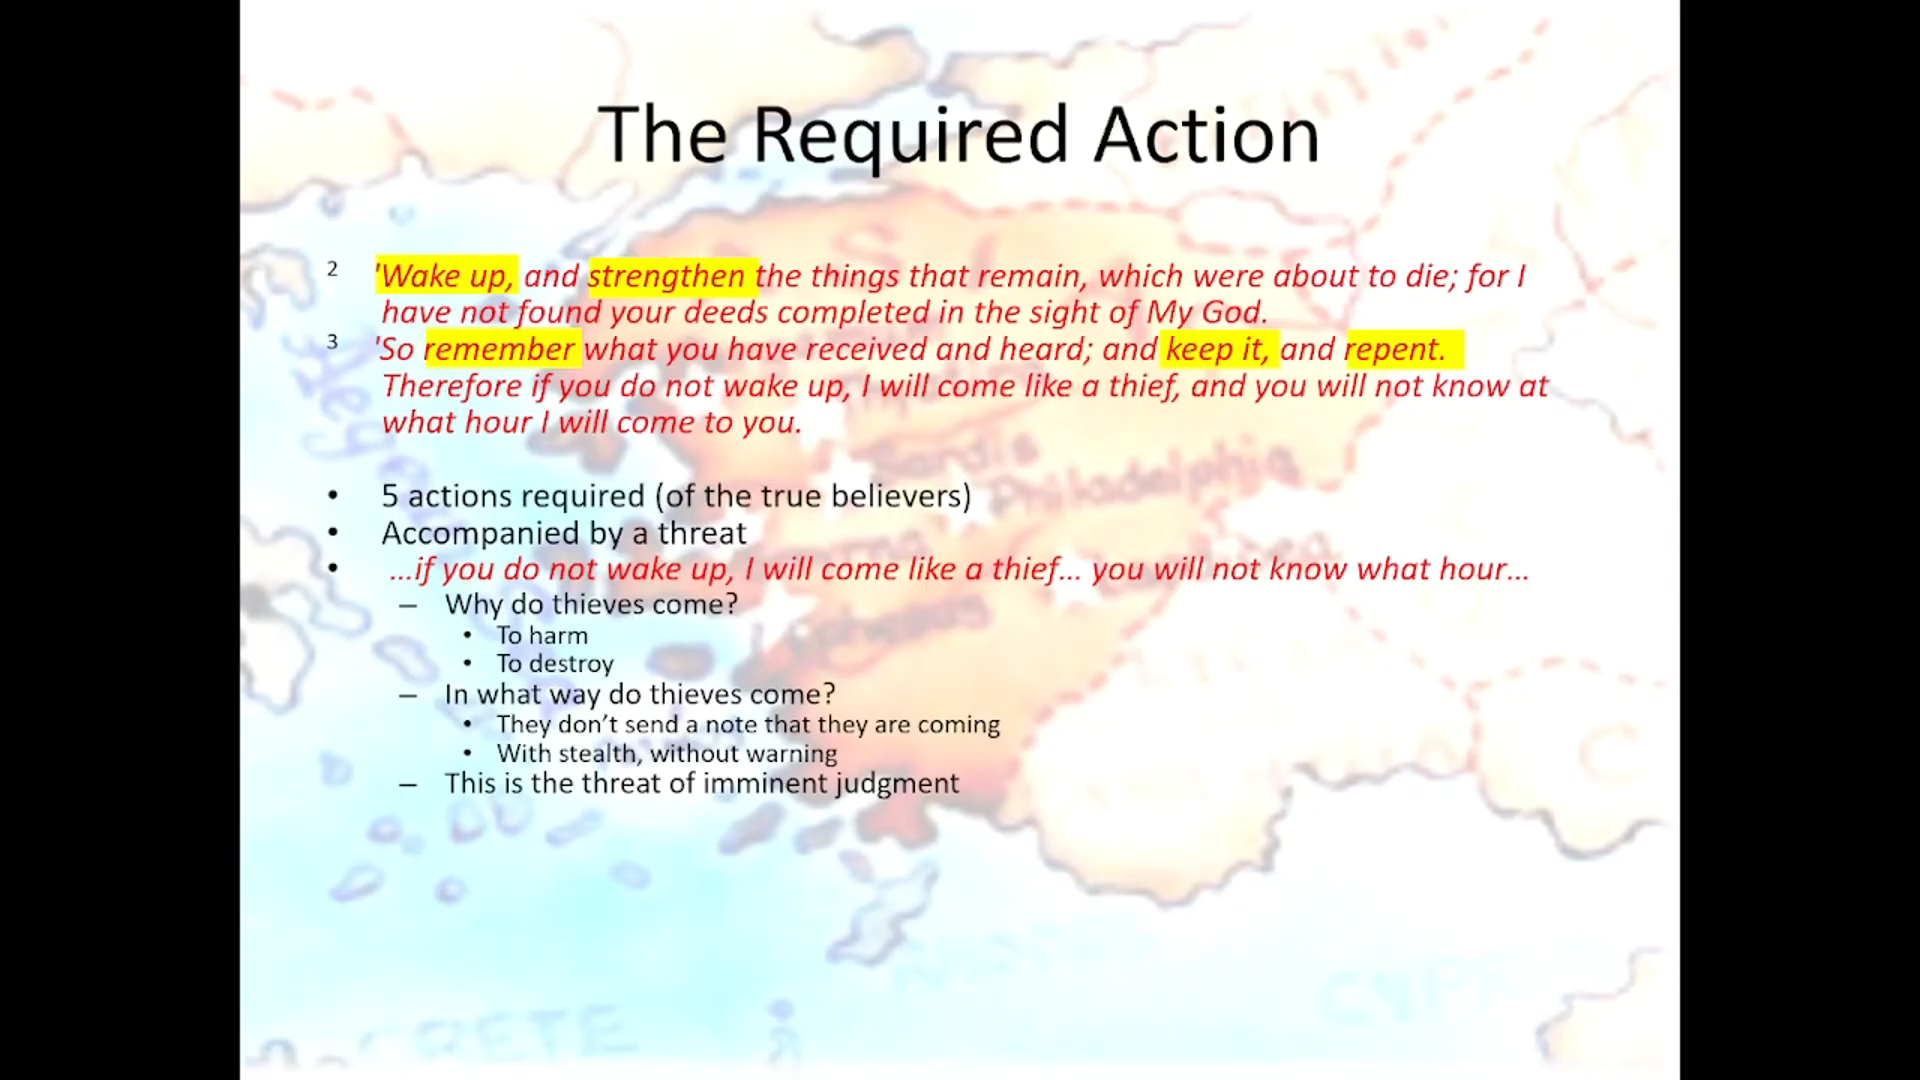 The Required Action
2 'Wake up, and strengthen the things that remain, which were about to die; for I
have not found your deeds completed in the sight of My God.
3 'So remember what you have received and heard; and keep it, and repent.
Therefore if you do not wake up, I will come like a thief, and you will not know at
what hour I will come to you.
• 5 actions required (of the true believers)
• Accompanied by a threat
• …if you do not wake up, I will come like a thief… you will not know what hour…
– Why do thieves come?
• To harm
• To destroy
– In what way do thieves come?
• They don’t send a note that they are coming
• With stealth, without warning
– This is the threat of imminent judgment
Sardis
Philadelphia
CRETE